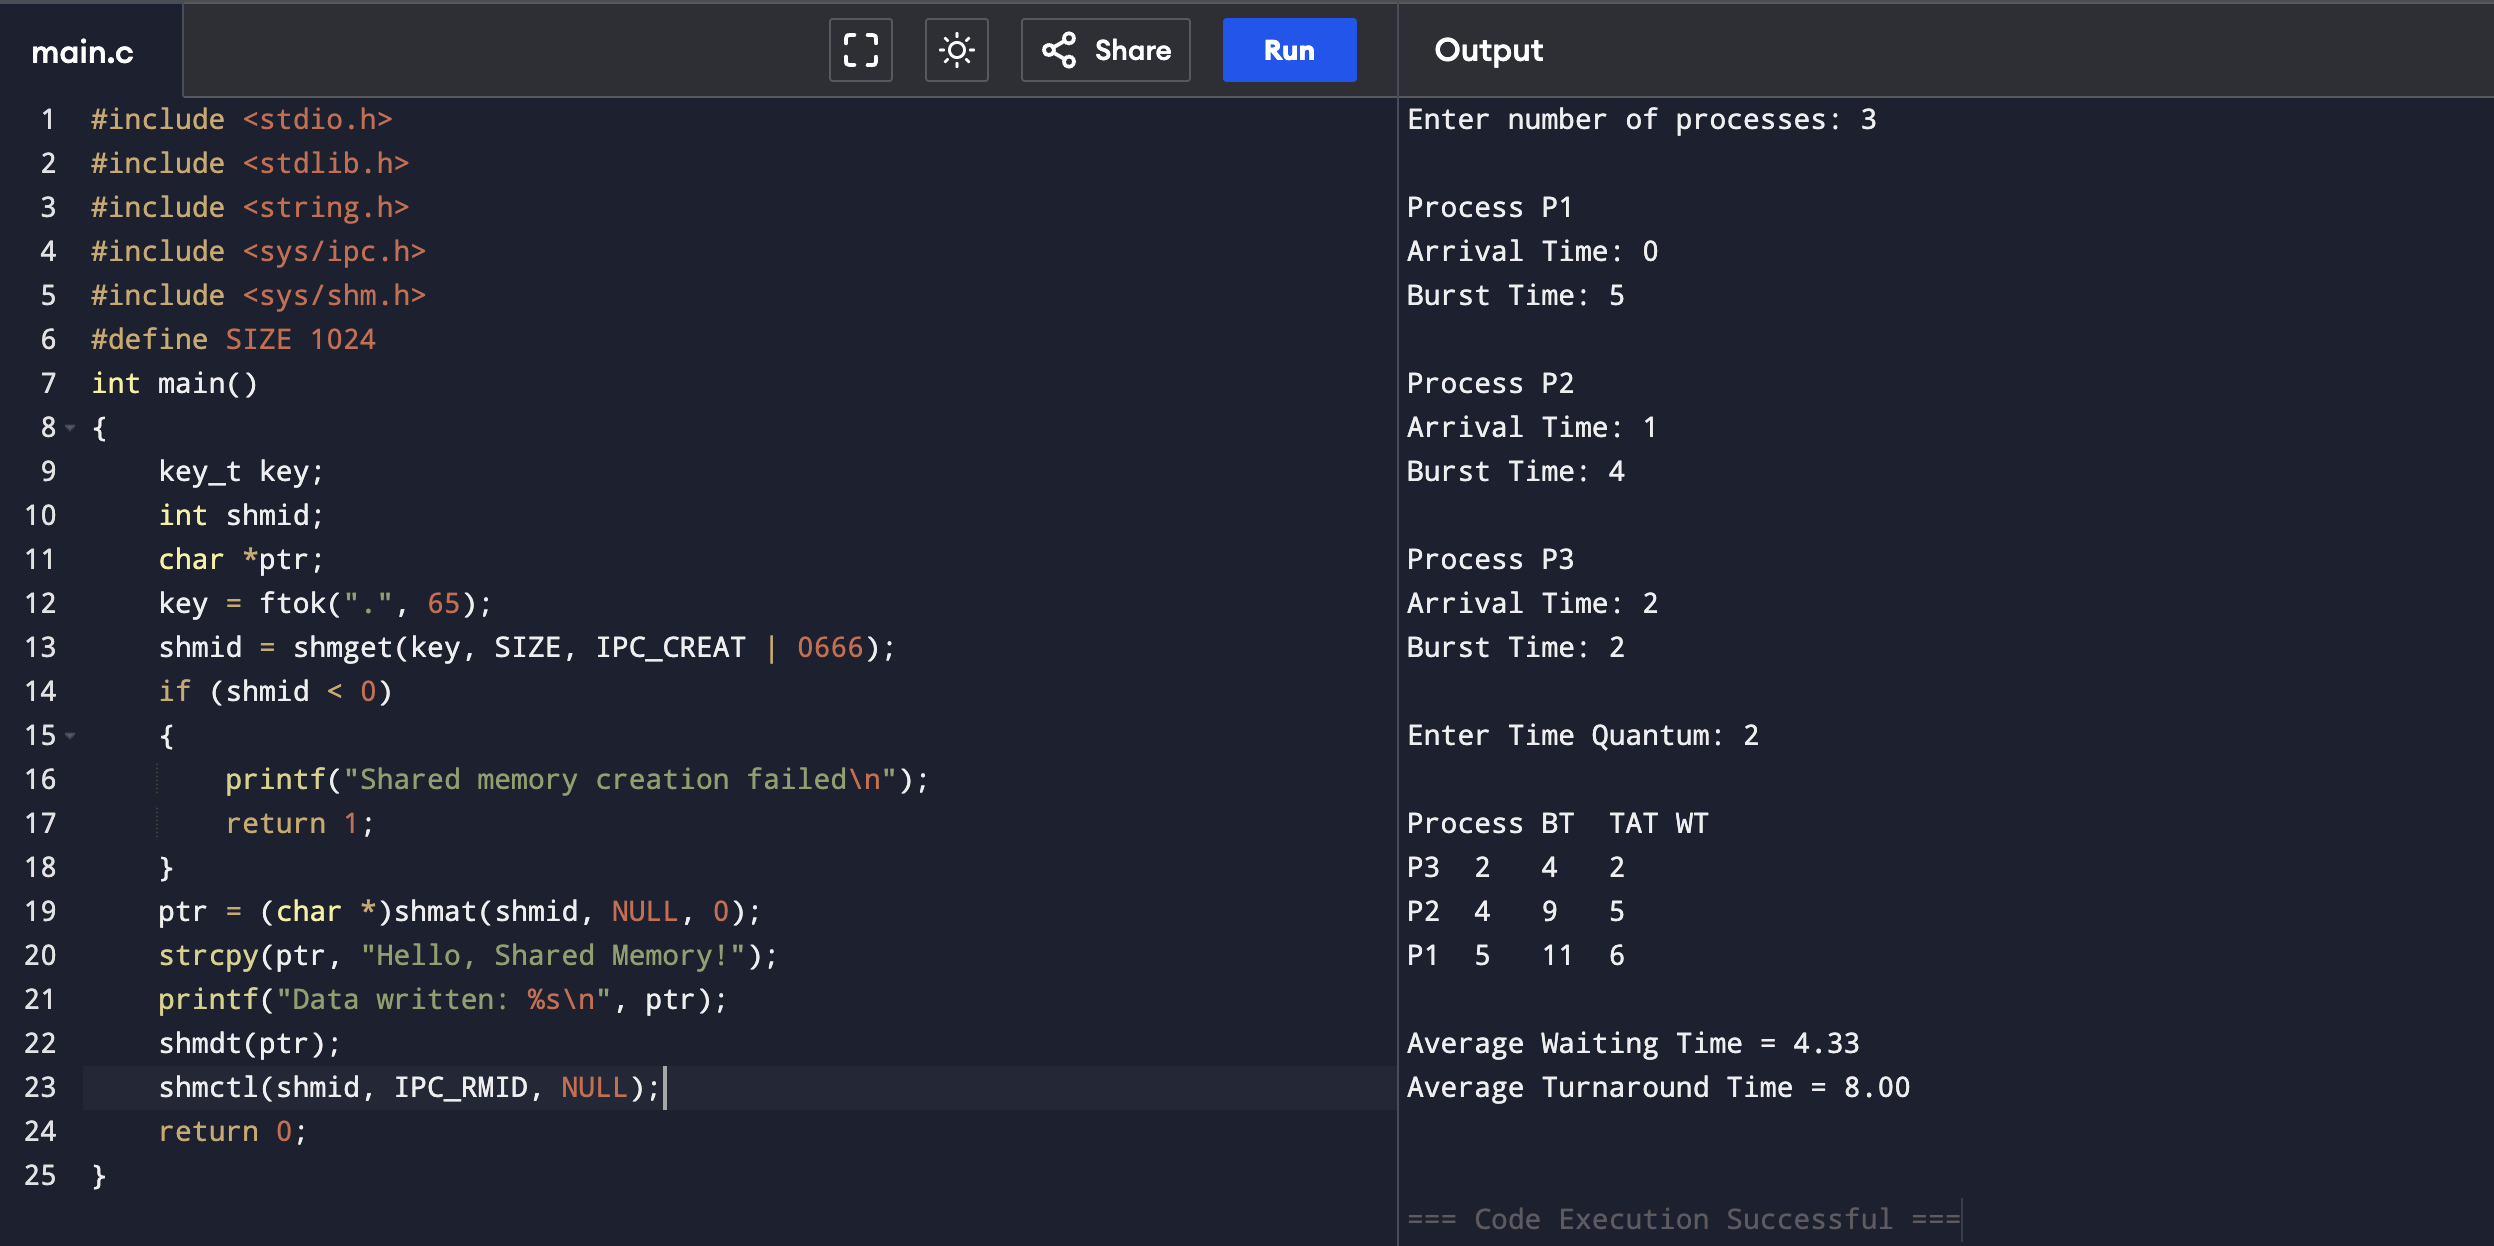 main.c
Share
Run
Output
1 #include <stdio.h>
2 #include <stdlib.h>
3 #include <string.h>
4 #include <sys/ipc.h>
5 #include <sys/shm.h>
6 #define SIZE 1024
7 int main()
8 {
9     key_t key;
10     int shmid;
11     char *ptr;
12     key = ftok(".", 65);
13     shmid = shmget(key, SIZE, IPC_CREAT | 0666);
14     if (shmid < 0)
15     {
16         printf("Shared memory creation failed\n");
17         return 1;
18     }
19     ptr = (char *)shmat(shmid, NULL, 0);
20     strcpy(ptr, "Hello, Shared Memory!");
21     printf("Data written: %s\n", ptr);
22     shmdt(ptr);
23     shmctl(shmid, IPC_RMID, NULL);
24     return 0;
25 }
Enter number of processes: 3
Process P1
Arrival Time: 0
Burst Time: 5
Process P2
Arrival Time: 1
Burst Time: 4
Process P3
Arrival Time: 2
Burst Time: 2
Enter Time Quantum: 2
Process BT  TAT WT
P3  2   4   2
P2  4   9   5
P1  5   11  6
Average Waiting Time = 4.33
Average Turnaround Time = 8.00
=== Code Execution Successful ===